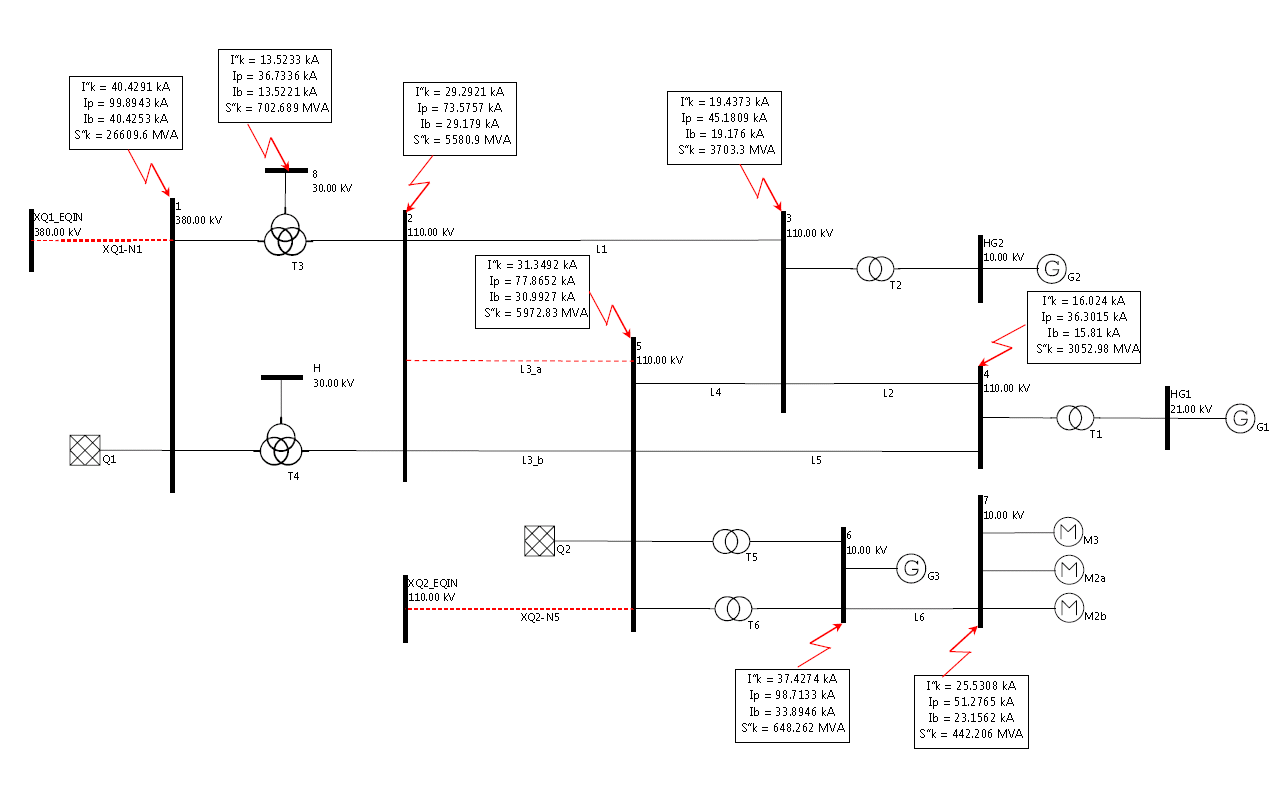 I"k = 40.4291 kA
Ip = 99.8943 kA
Ib = 40.4253 kA
S"k = 26609.6 MVA
I"k = 13.5233 kA
Ip = 36.7336 kA
Ib = 13.5221 kA
S"k = 702.689 MVA
I"k = 29.2921 kA
Ip = 73.5757 kA
Ib = 29.179 kA
S"k = 5580.9 MVA
I"k = 19.4373 kA
Ip = 45.1809 kA
Ib = 19.176 kA
S"k = 3703.3 MVA
8
30.00 kV
XQ1_EQIN
380.00 kV
XQ1-N1
1
380.00 kV
T3
2
110.00 kV
L1
3
110.00 kV
HG2
10.00 kV
G
G2
T2
I"k = 31.3492 kA
Ip = 77.8652 kA
Ib = 30.9927 kA
S"k = 5972.83 MVA
I"k = 16.024 kA
Ip = 36.3015 kA
Ib = 15.81 kA
S"k = 3052.98 MVA
5
110.00 kV
L3_a
H
30.00 kV
L4
L2
4
110.00 kV
HG1
21.00 kV
G
G1
T1
Q1
T4
L3_b
L5
7
10.00 kV
M
M3
Q2
T5
6
10.00 kV
G
G3
M
M2a
XQ2_EQIN
110.00 kV
XQ2-N5
T6
L6
M
M2b
I"k = 37.4274 kA
Ip = 98.7133 kA
Ib = 33.8946 kA
S"k = 648.262 MVA
I"k = 25.5308 kA
Ip = 51.2765 kA
Ib = 23.1562 kA
S"k = 442.206 MVA